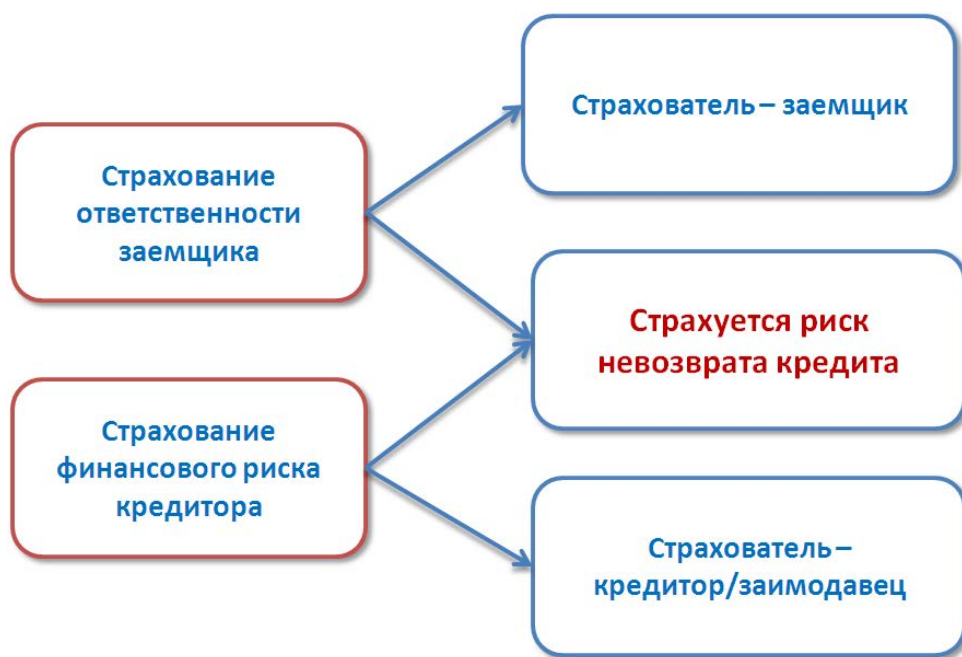 Страхователь – заемщик
Страхование
ответственности
заемщика
Страхуется риск
невозврата кредита
Страхование
финансового риска
кредитора
Страхователь –
кредитор/заимодавец